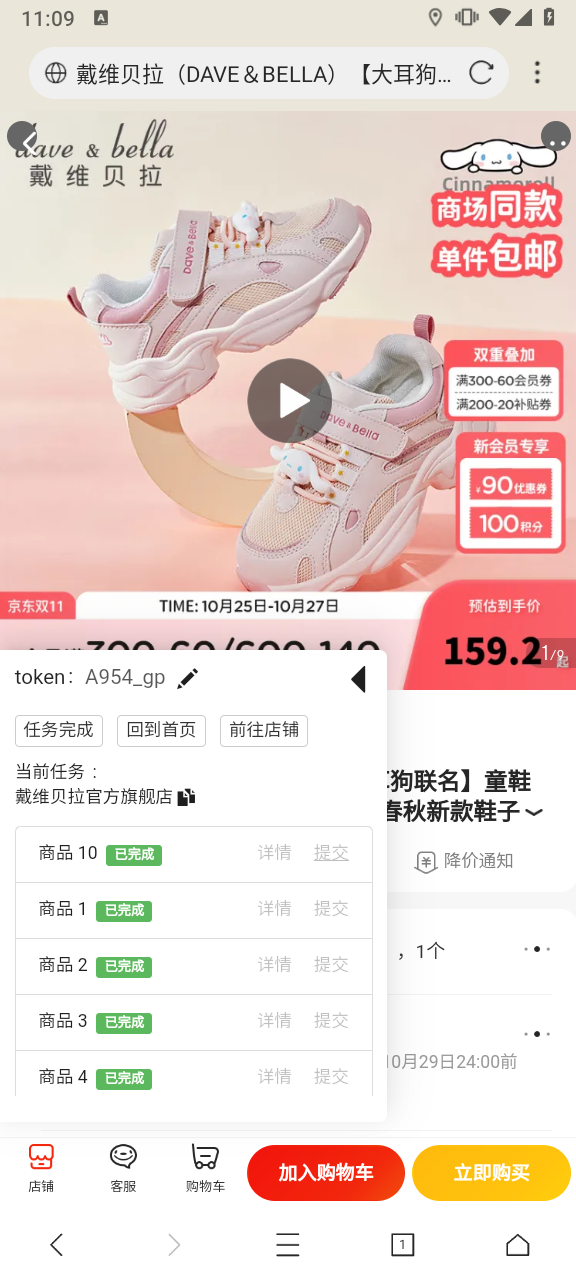 11:09
戴维贝拉（DAVE＆BELLA）【大耳狗...
dave & bella
戴维贝拉
Cinnamoroll
商场同款
单件包邮
DAVE&Bella
Dave&Bella
双重叠加
满300-60会员券
满200-20补贴券
新会员专享
¥90优惠券
100积分
京东双11
TIME: 10月25日-10月27日
预估到手价
159.2起
1/9
token： A954_gp
任务完成 回到首页 前往店铺
当前任务：
戴维贝拉官方旗舰店
耳狗联名】童鞋
春秋新款鞋子
商品 10 已完成 详情 提交
降价通知
商品 1 已完成 详情 提交
，1个
商品 2 已完成 详情 提交
商品 3 已完成 详情 提交
10月29日24:00前
商品 4 已完成 详情 提交
店铺 客服 购物车 加入购物车 立即购买
1